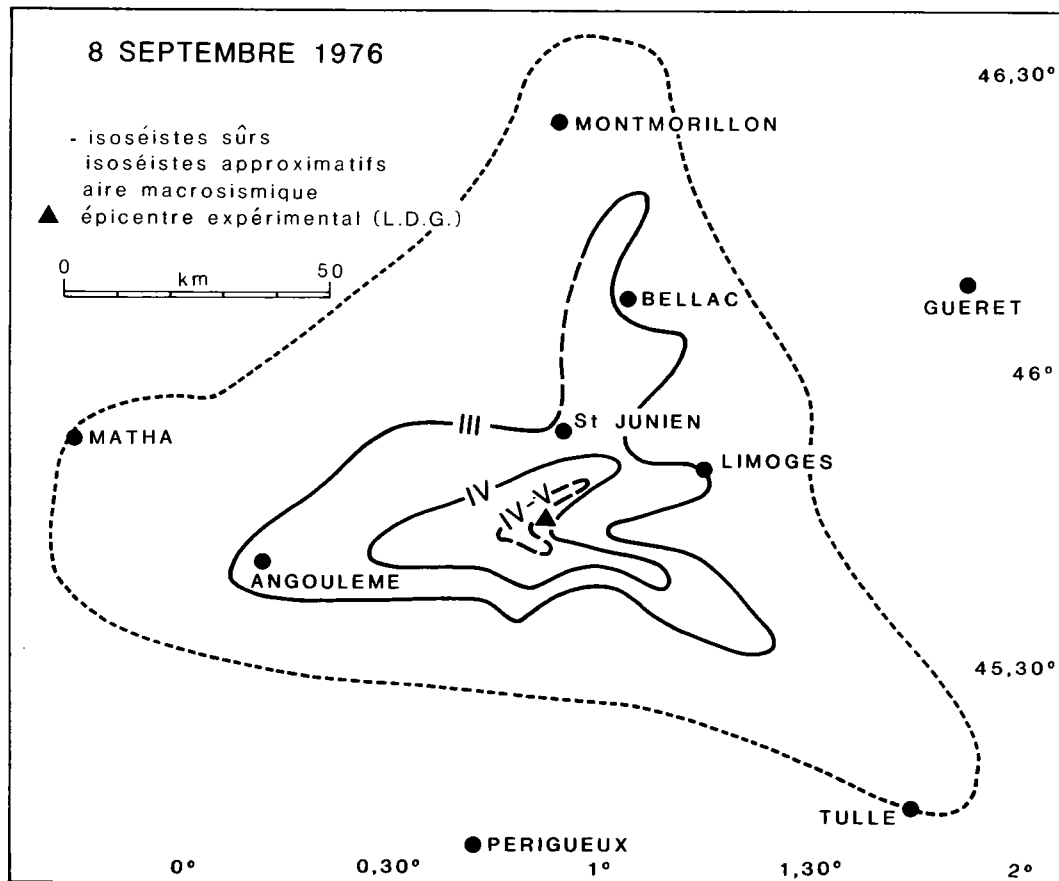 8 SEPTEMBRE 1976
46,30°
MONTMORILLON
- isoséistes sûrs
isoséistes approximatifs
aire macrosismique
épicentre expérimental (L.D.G.)
0 km 50
BELLAC
GUERET
46°
III
St JUNIEN
MATHA
LIMOGES
IV
IV-V
ANGOULEME
45,30°
TULLE
PERIGUEUX
0° 0,30° 1° 1,30° 2°